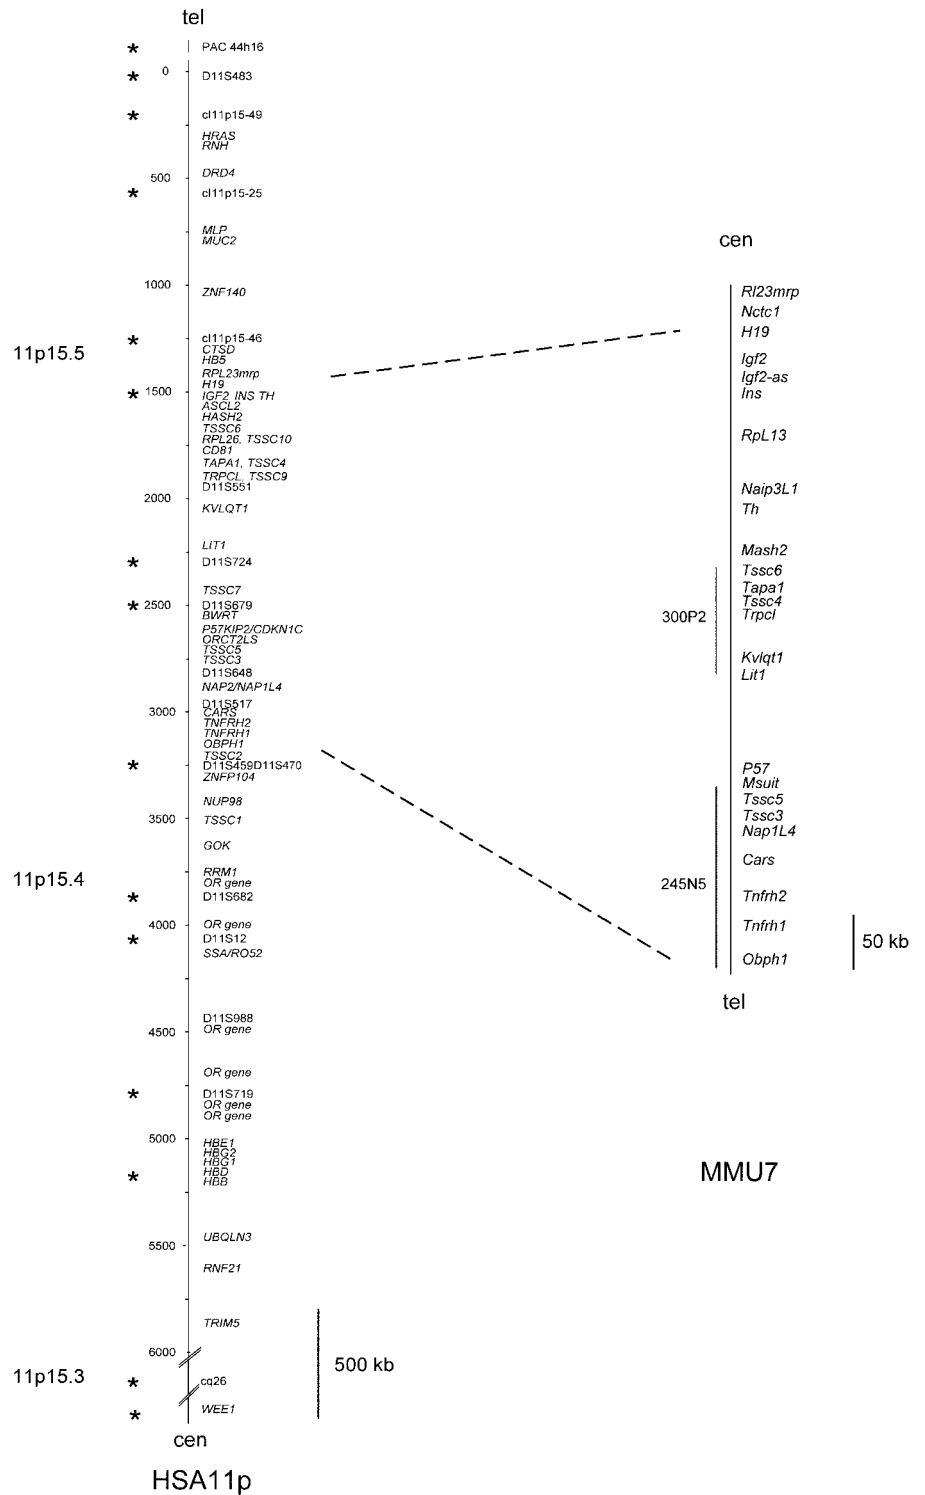 tel
* PAC 44h16
0
* D11S483
* cl11p15-49
HRAS
RNH
DRD4
500
* cl11p15-25
MLP
MUC2
1000
ZNF140
* cl11p15-46
CTSD
11p15.5
HB5
RPL23mrp
H19
* 1500 IGF2 INS TH
ASCL2
HASH2
TSSC6
RPL26, TSSC10
CD81
TAPA1, TSSC4
TRPCL, TSSC9
D11S551
2000
KVLQT1
LIT1
* D11S724
TSSC7
* 2500 D11S679
BWRT
P57KIP2/CDKN1C
ORCT2LS
TSSC5
TSSC3
D11S648
NAP2/NAP1L4
D11S517
3000 CARS
TNFRH2
TNFRH1
OBPH1
TSSC2
* D11S459D11S470
ZNFP104
NUP98
3500 TSSC1
GOK
RRM1
11p15.4
OR gene
* D11S682
4000 OR gene
* D11S12
SSA/RO52
D11S988
4500 OR gene
OR gene
* D11S719
OR gene
OR gene
5000 HBE1
HBG2
HBG1
HBD
* HBB
UBQLN3
5500
RNF21
TRIM5
6000
500 kb
11p15.3
* cq26
* WEE1
cen
HSA11p
cen
Rl23mrp
Nctc1
H19
Igf2
Igf2-as
Ins
RpL13
Naip3L1
Th
Mash2
Tssc6
Tapa1
Tssc4
300P2 Trpcl
Kvlqt1
Lit1
P57
Msuit
Tssc5
Tssc3
Nap1L4
Cars
245N5
Tnfrh2
Tnfrh1
50 kb
Obph1
tel
MMU7